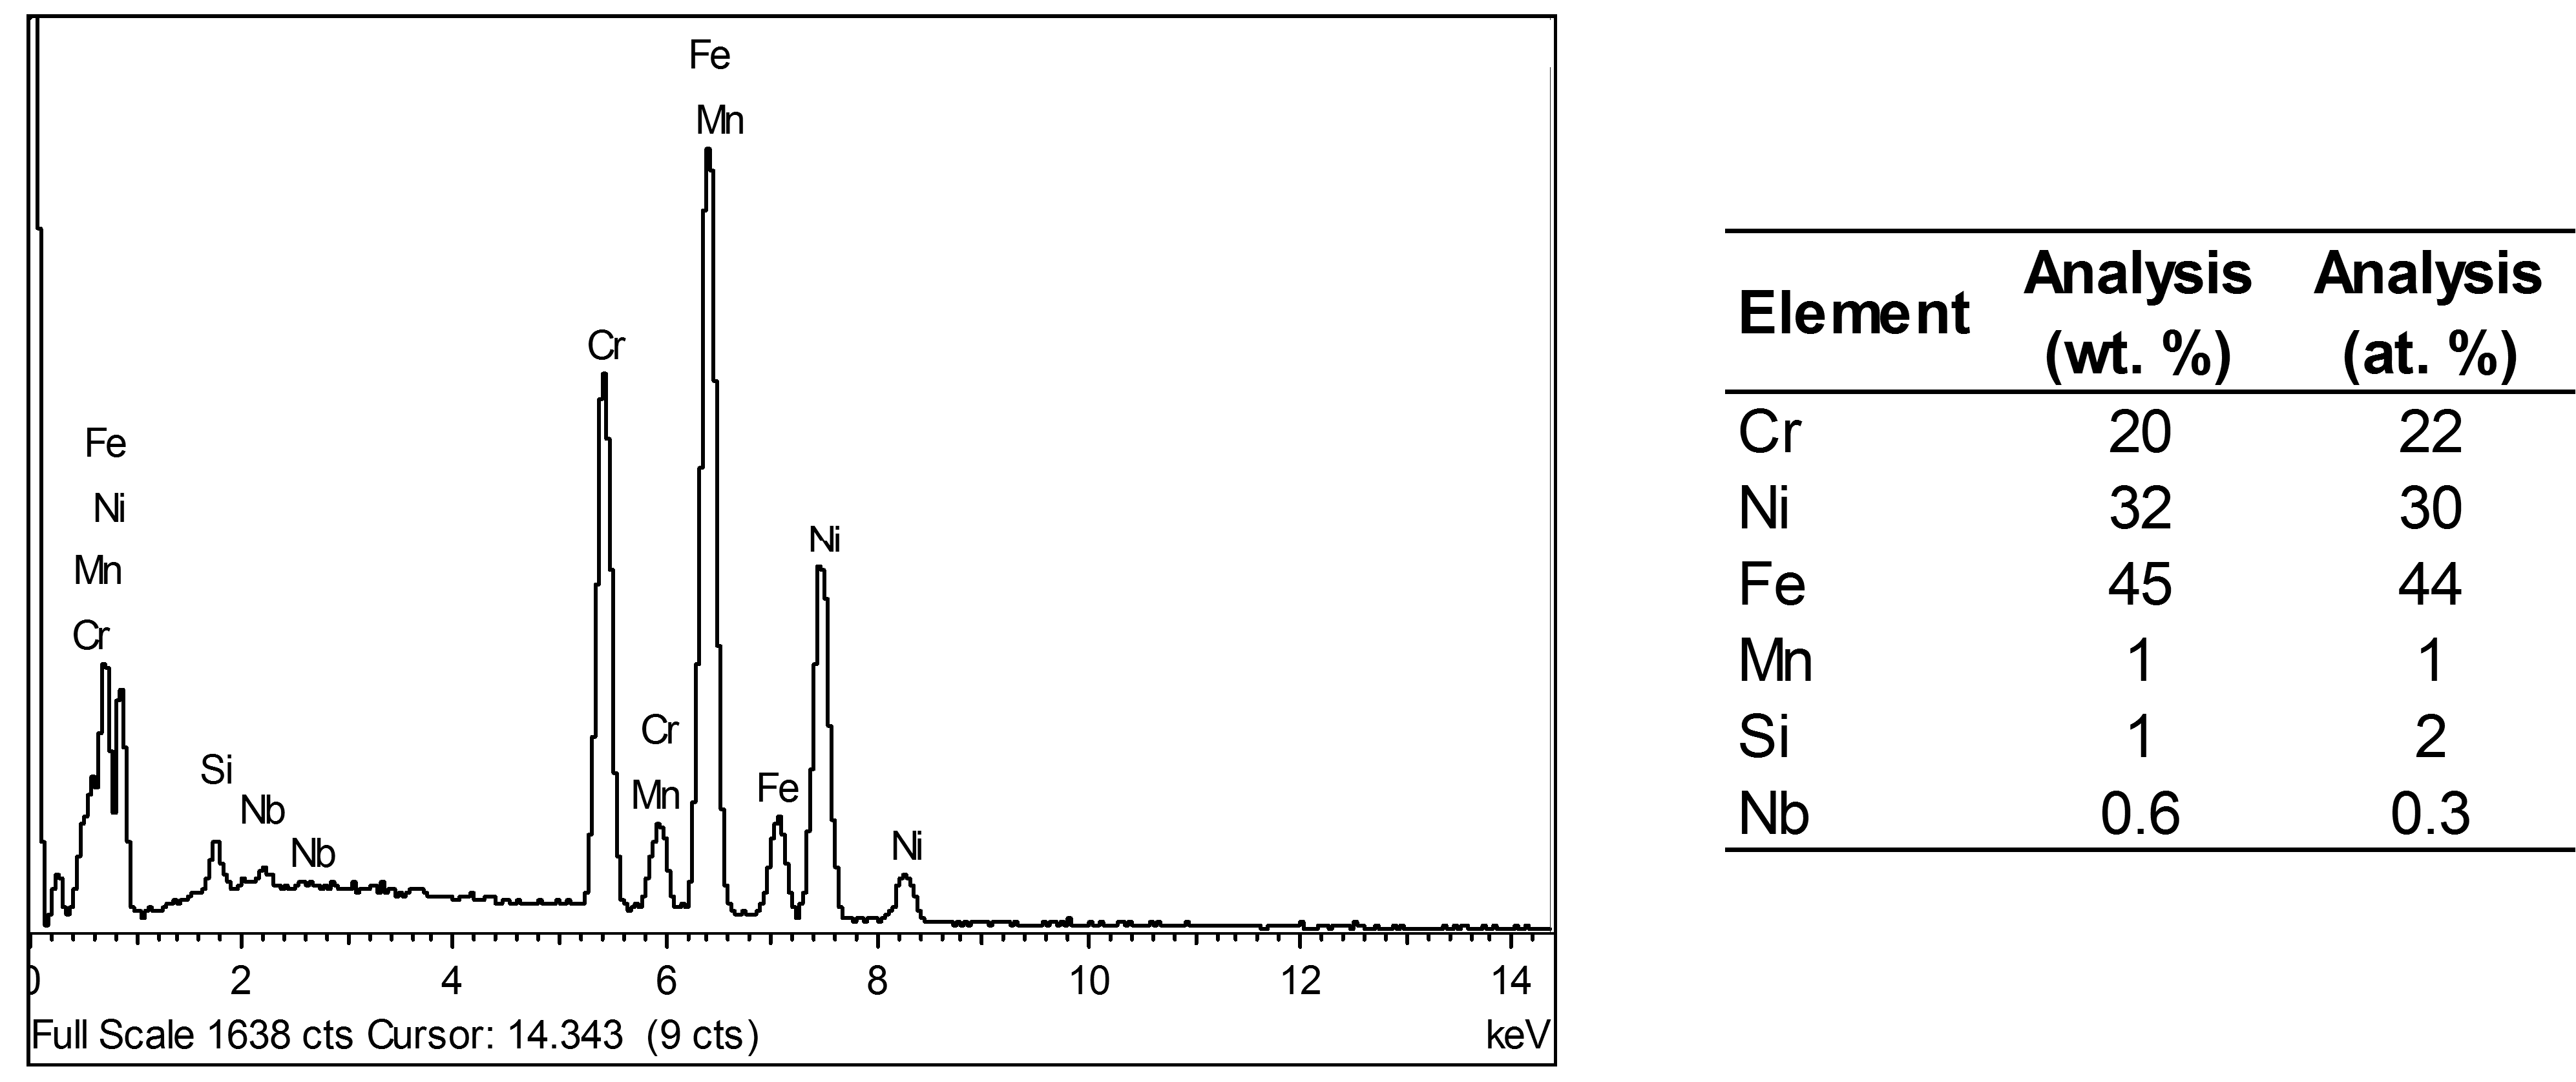 Fe
Mn
Cr
Fe
Ni
Mn
Cr
Si
Nb
Nb
Cr
Mn
Fe
Ni
Ni
0 2 4 6 8 10 12 14
Full Scale 1638 cts Cursor: 14.343 (9 cts) keV
Element Analysis (wt. %) Analysis (at. %)
Cr 20 22
Ni 32 30
Fe 45 44
Mn 1 1
Si 1 2
Nb 0.6 0.3